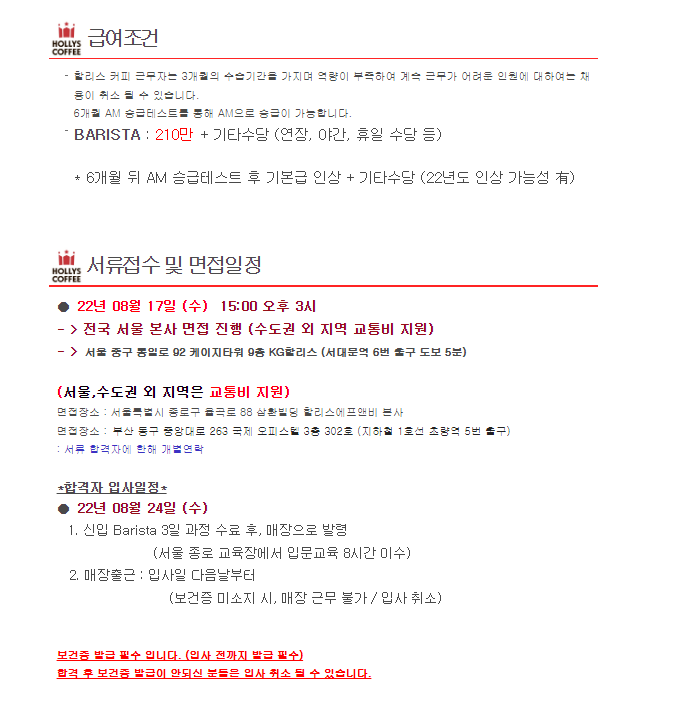 HOLLYS
COFFEE
급여조건
- 할리스 커피 근무자는 3개월의 수습기간을 가지며 역량이 부족하여 계속 근무가 어려운 인원에 대하여는 채
용이 취소 될 수 있습니다.
6개월 AM 승급테스트를 통해 AM으로 승급이 가능합니다.
- BARISTA : 210만 + 기타수당 (연장, 야간, 휴일 수당 등)
* 6개월 뒤 AM 승급테스트 후 기본급 인상 + 기타수당 (22년도 인상 가능성 有)
HOLLYS
COFFEE
서류접수 및 면접일정
● 22년 08월 17일 (수) 15:00 오후 3시
- > 전국 서울 본사 면접 진행 (수도권 외 지역 교통비 지원)
- > 서울 중구 통일로 92 케이지타워 9층 KG할리스 (서대문역 6번 출구 도보 5분)
(서울,수도권 외 지역은 교통비 지원)
면접장소 : 서울특별시 종로구 율곡로 88 삼환빌딩 할리스에프앤비 본사
면접장소 : 부산 동구 중앙대로 263 국제 오피스텔 3층 302호 (지하철 1호선 초량역 5번 출구)
: 서류 합격자에 한해 개별연락
*합격자 입사일정*
● 22년 08월 24일 (수)
1. 신입 Barista 3일 과정 수료 후, 매장으로 발령
(서울 종로 교육장에서 입문교육 8시간 이수)
2. 매장출근 : 입사일 다음날부터
(보건증 미소지 시, 매장 근무 불가 / 입사 취소)
보건증 발급 필수 입니다. (입사 전까지 발급 필수)
합격 후 보건증 발급이 안되신 분들은 입사 취소 될 수 있습니다.